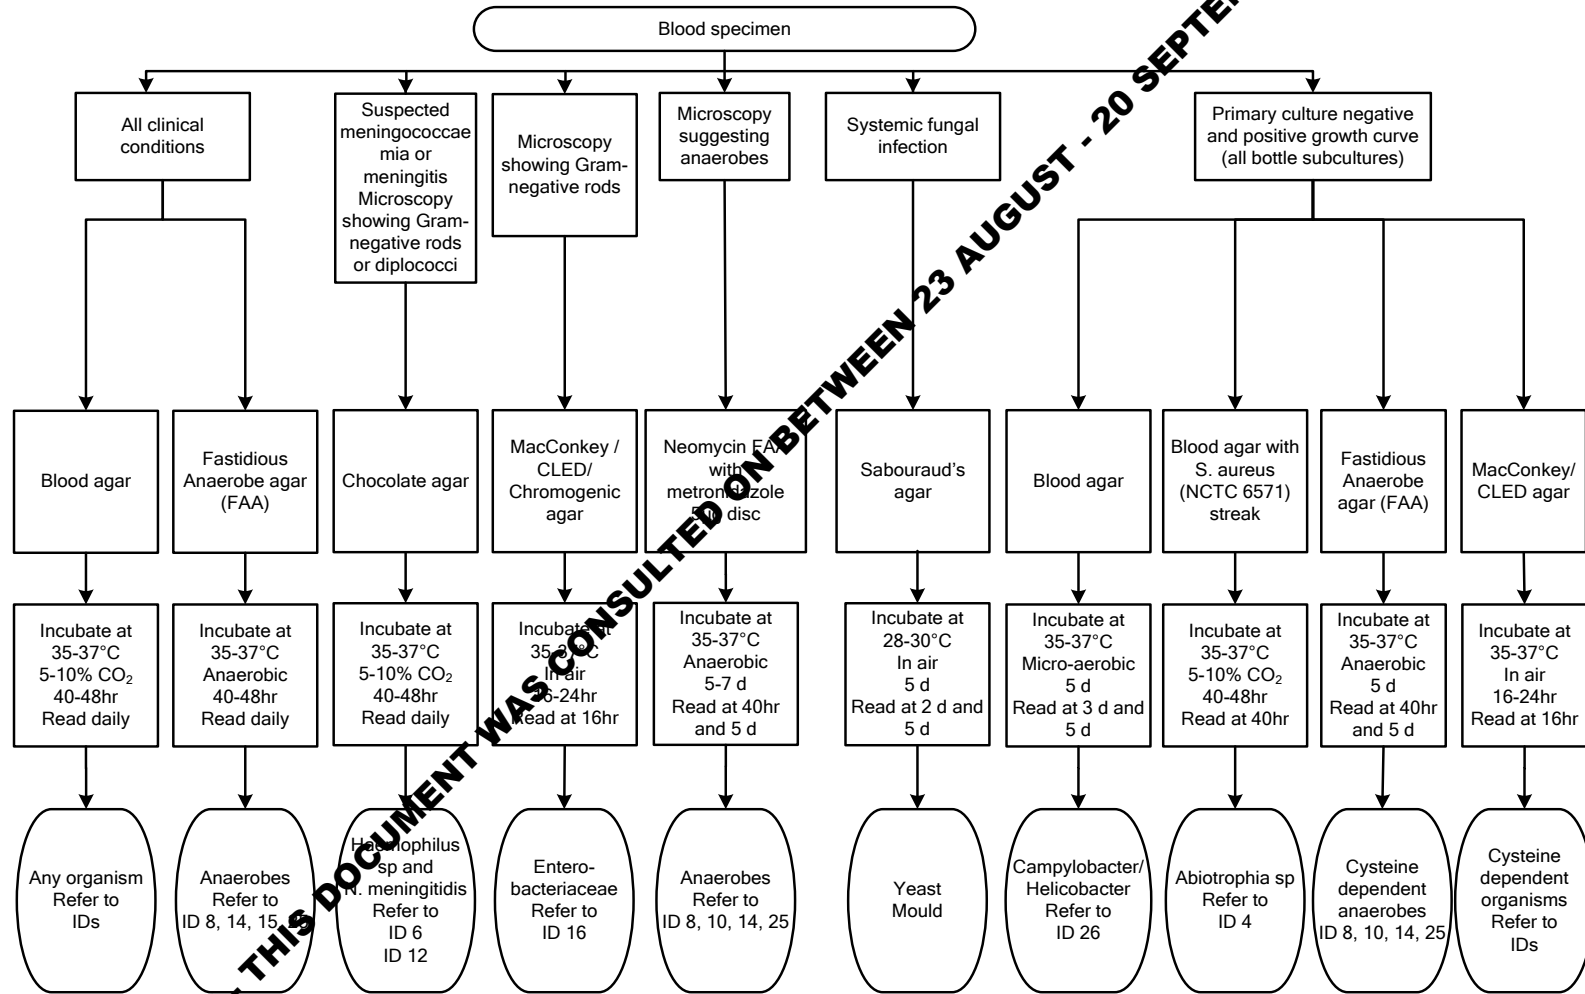 Blood specimen
All clinical
conditions
Suspected
meningococcae
mia or
meningitis
Microscopy
showing Gram-
negative rods
or diplococci
Microscopy
showing Gram-
negative rods
Microscopy
suggesting
anaerobes
Systemic fungal
infection
Primary culture negative
and positive growth curve
(all bottle subcultures)
Blood agar
Fastidious
Anaerobe agar
(FAA)
Chocolate agar
MacConkey /
CLED/
Chromogenic
agar
Neomycin FAA
with
metronidazole
5µg disc
Sabouraud’s
agar
Blood agar
Blood agar with
S. aureus
(NCTC 6571)
streak
Fastidious
Anaerobe
agar (FAA)
MacConkey/
CLED agar
Incubate at
35-37°C
5-10% CO₂
40-48hr
Read daily
Incubate at
35-37°C
Anaerobic
40-48hr
Read daily
Incubate at
35-37°C
5-10% CO₂
40-48hr
Read daily
Incubate at
35-37°C
In air
16-24hr
Read at 16hr
Incubate at
35-37°C
Anaerobic
5-7 d
Read at 40hr
and 5 d
Incubate at
28-30°C
In air
5 d
Read at 2 d and
5 d
Incubate at
35-37°C
Micro-aerobic
5 d
Read at 3 d and
5 d
Incubate at
35-37°C
5-10% CO₂
40-48hr
Read at 40hr
Incubate at
35-37°C
Anaerobic
5 d
Read at 40hr
and 5 d
Incubate at
35-37°C
In air
16-24hr
Read at 16hr
Any organism
Refer to
IDs
Anaerobes
Refer to
ID 8, 14, 15,
Haemophilus
sp and
N. meningitidis
Refer to
ID 6
ID 12
Entero-
bacteriaceae
Refer to
ID 16
Anaerobes
Refer to
ID 8, 10, 14, 25
Yeast
Mould
Campylobacter/
Helicobacter
Refer to
ID 26
Abiotrophia sp
Refer to
ID 4
Cysteine
dependent
anaerobes
ID 8, 10, 14, 25
Cysteine
dependent
organisms
Refer to
IDs
- THIS DOCUMENT WAS CONSULTED ON BETWEEN 23 AUGUST - 20 SEPTE